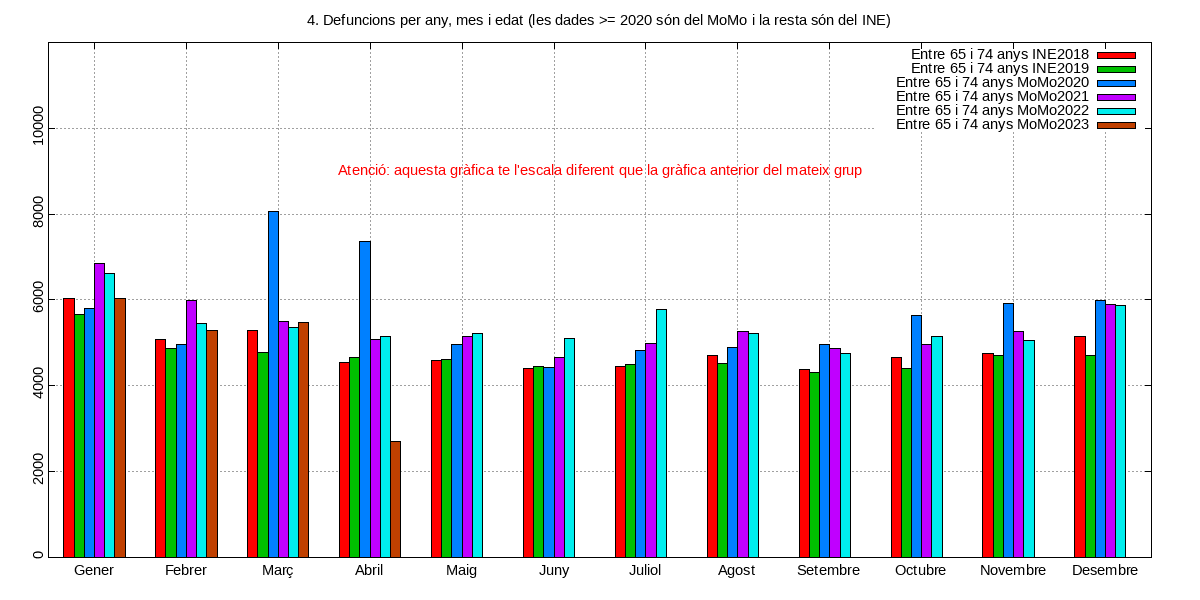 4. Defuncions per any, mes i edat (les dades >= 2020 són del MoMo i la resta són del INE)
Entre 65 i 74 anys INE2018
Entre 65 i 74 anys INE2019
Entre 65 i 74 anys MoMo2020
Entre 65 i 74 anys MoMo2021
Entre 65 i 74 anys MoMo2022
Entre 65 i 74 anys MoMo2023
Atenció: aquesta gràfica te l'escala diferent que la gràfica anterior del mateix grup
10000
8000
6000
4000
2000
0
Gener Febrer Març Abril Maig Juny Juliol Agost Setembre Octubre Novembre Desembre